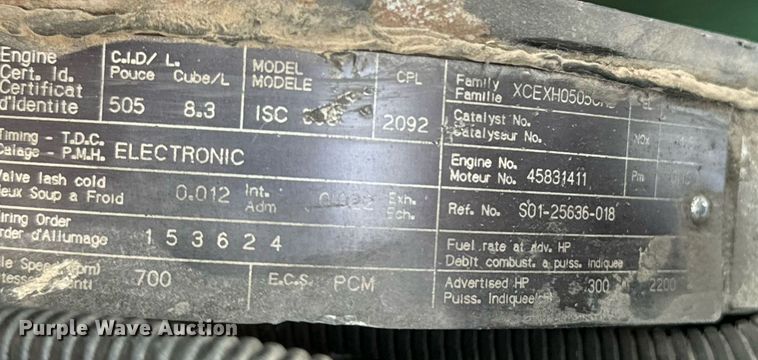 Engine
Cert. Id.
Certificat
d'Identite
C.I.D/ L.
Pouce Cube/L
505 8.3
MODEL
MODELE
ISC
CPL
2092
Family
Famille
Catalyst No.
Catalyseur No.
NOx
Timing - T.D.C.
Calage - P.M.H. ELECTRONIC
Engine No.
Moteur No. 45831411
Pm
Valve lash cold
Jeux Soup a Froid 0.012 Int.
Adm
Exh.
Ech.
Ref. No. S01-25636-018
Firing Order
Order d'Allumage 1 5 3 6 2 4
Fuel rate at adv. HP
Debit combust. a puiss. indiquee
700
E.C.S. PCM
Advertised HP
Puiss. Indiquee 300 2200
Purple Wave Auction